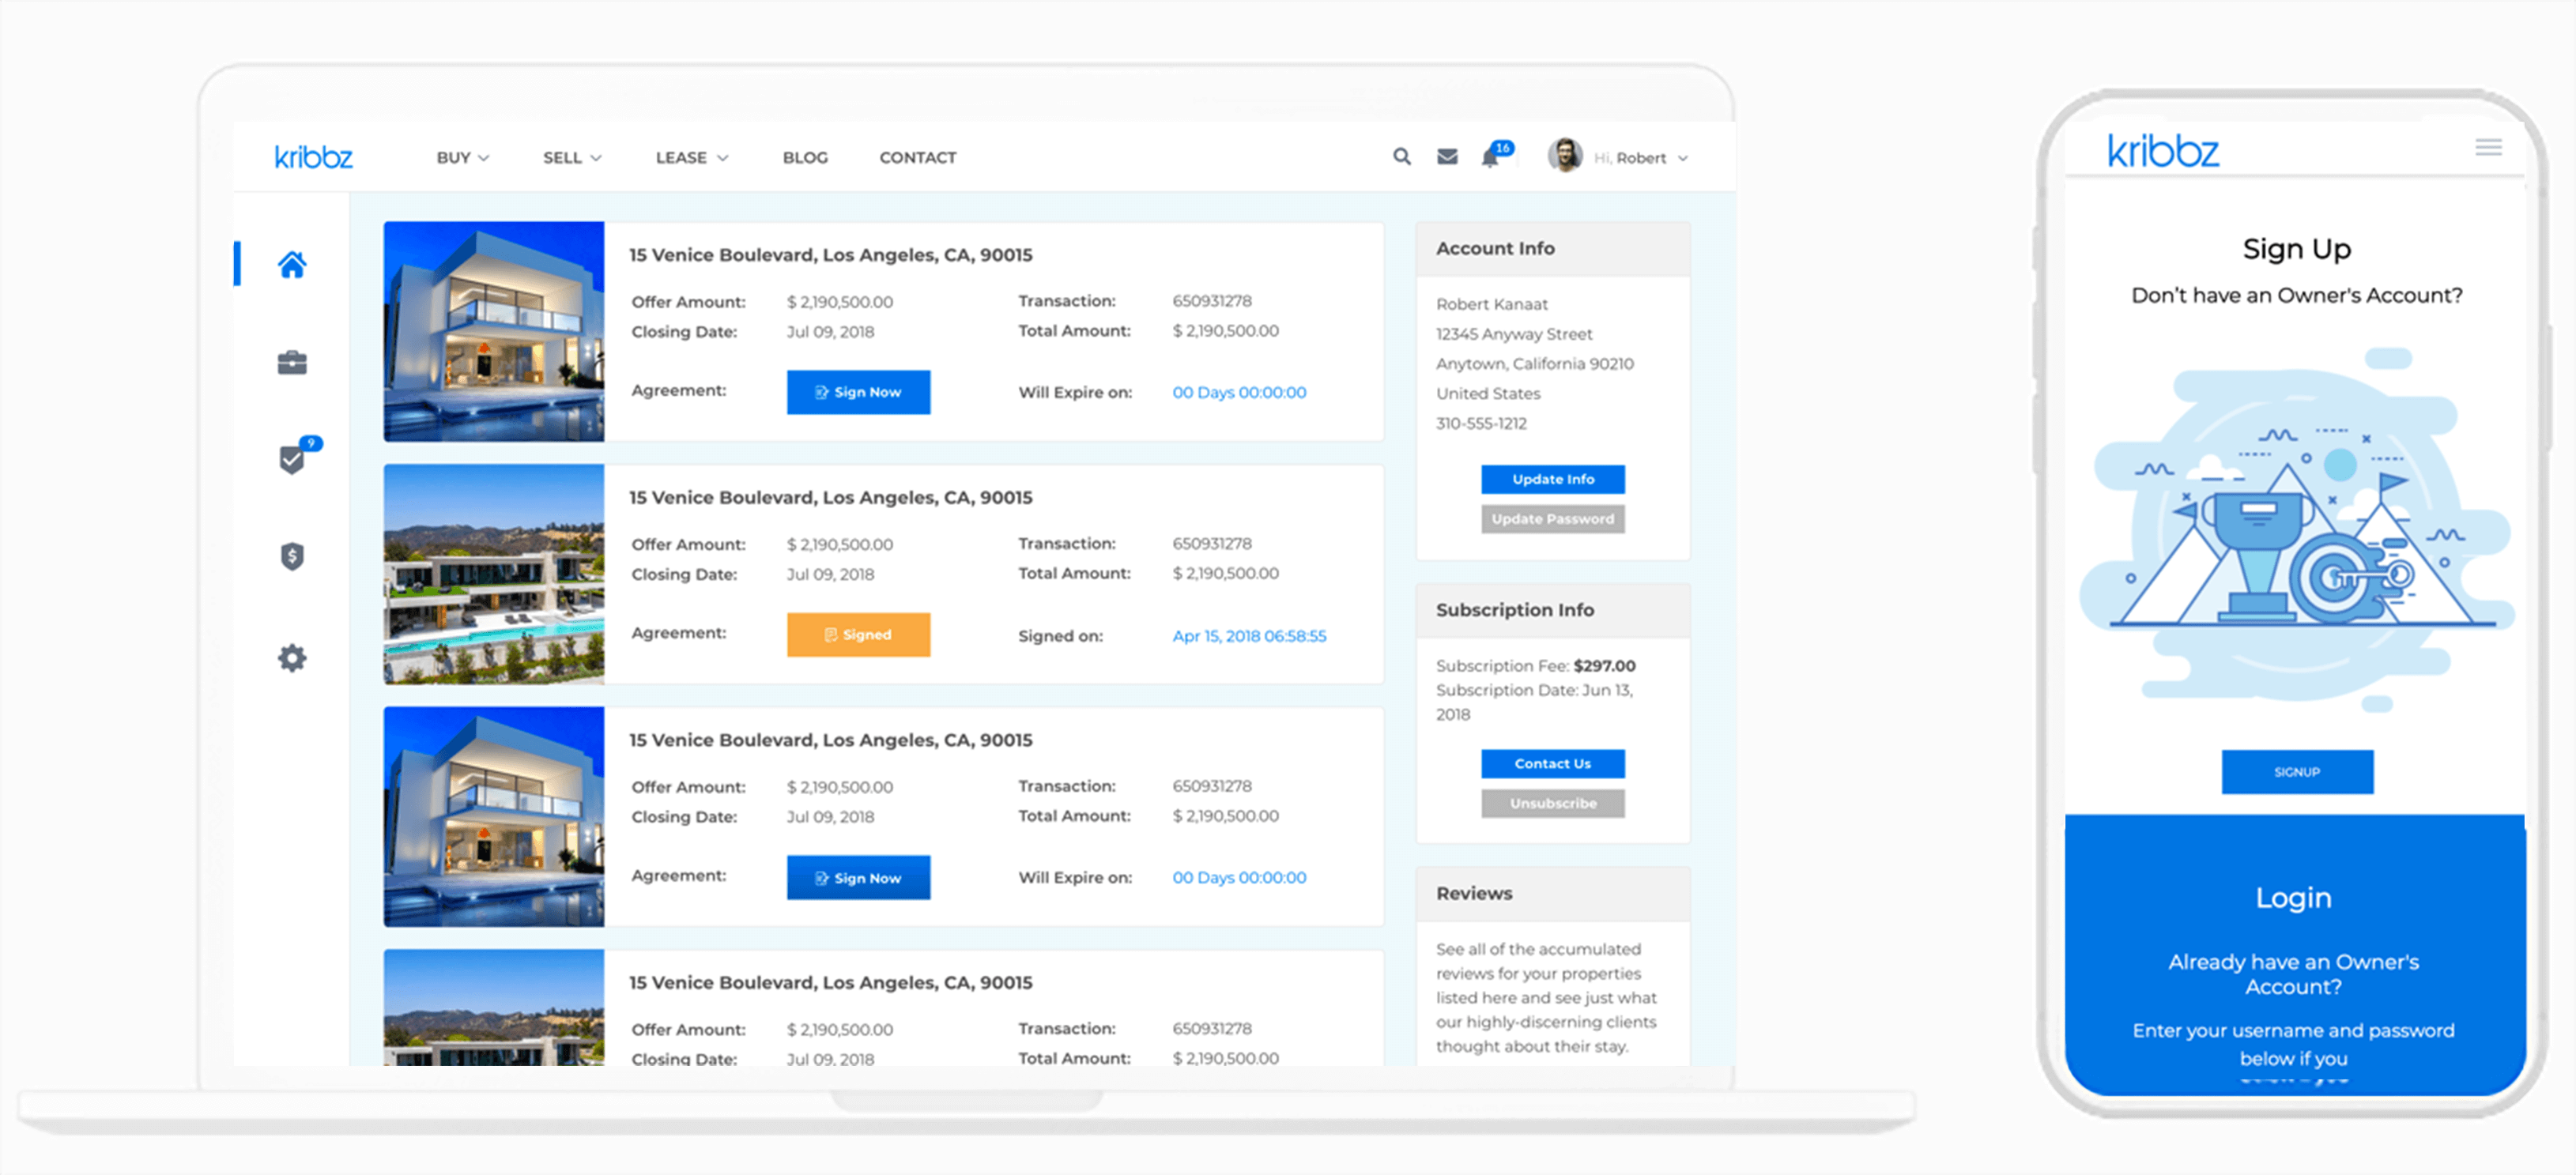 kribbz
BUY
SELL
LEASE
BLOG
CONTACT
16
Hi, Robert
9
15 Venice Boulevard, Los Angeles, CA, 90015
Offer Amount: $ 2,190,500.00 Transaction: 650931278
Closing Date: Jul 09, 2018 Total Amount: $ 2,190,500.00
Agreement: Sign Now Will Expire on: 00 Days 00:00:00
15 Venice Boulevard, Los Angeles, CA, 90015
Offer Amount: $ 2,190,500.00 Transaction: 650931278
Closing Date: Jul 09, 2018 Total Amount: $ 2,190,500.00
Agreement: Signed Signed on: Apr 15, 2018 06:58:55
15 Venice Boulevard, Los Angeles, CA, 90015
Offer Amount: $ 2,190,500.00 Transaction: 650931278
Closing Date: Jul 09, 2018 Total Amount: $ 2,190,500.00
Agreement: Sign Now Will Expire on: 00 Days 00:00:00
15 Venice Boulevard, Los Angeles, CA, 90015
Offer Amount: $ 2,190,500.00 Transaction: 650931278
Closing Date: Jul 09, 2018 Total Amount: $ 2,190,500.00
Account Info
Robert Kanaat
12345 Anyway Street
Anytown, California 90210
United States
310-555-1212
Update Info
Update Password
Subscription Info
Subscription Fee: $297.00
Subscription Date: Jun 13,
2018
Contact Us
Unsubscribe
Reviews
See all of the accumulated
reviews for your properties
listed here and see just what
our highly-discerning clients
thought about their stay.
kribbz
Sign Up
Don't have an Owner's Account?
SIGNUP
Login
Already have an Owner's
Account?
Enter your username and password
below if you